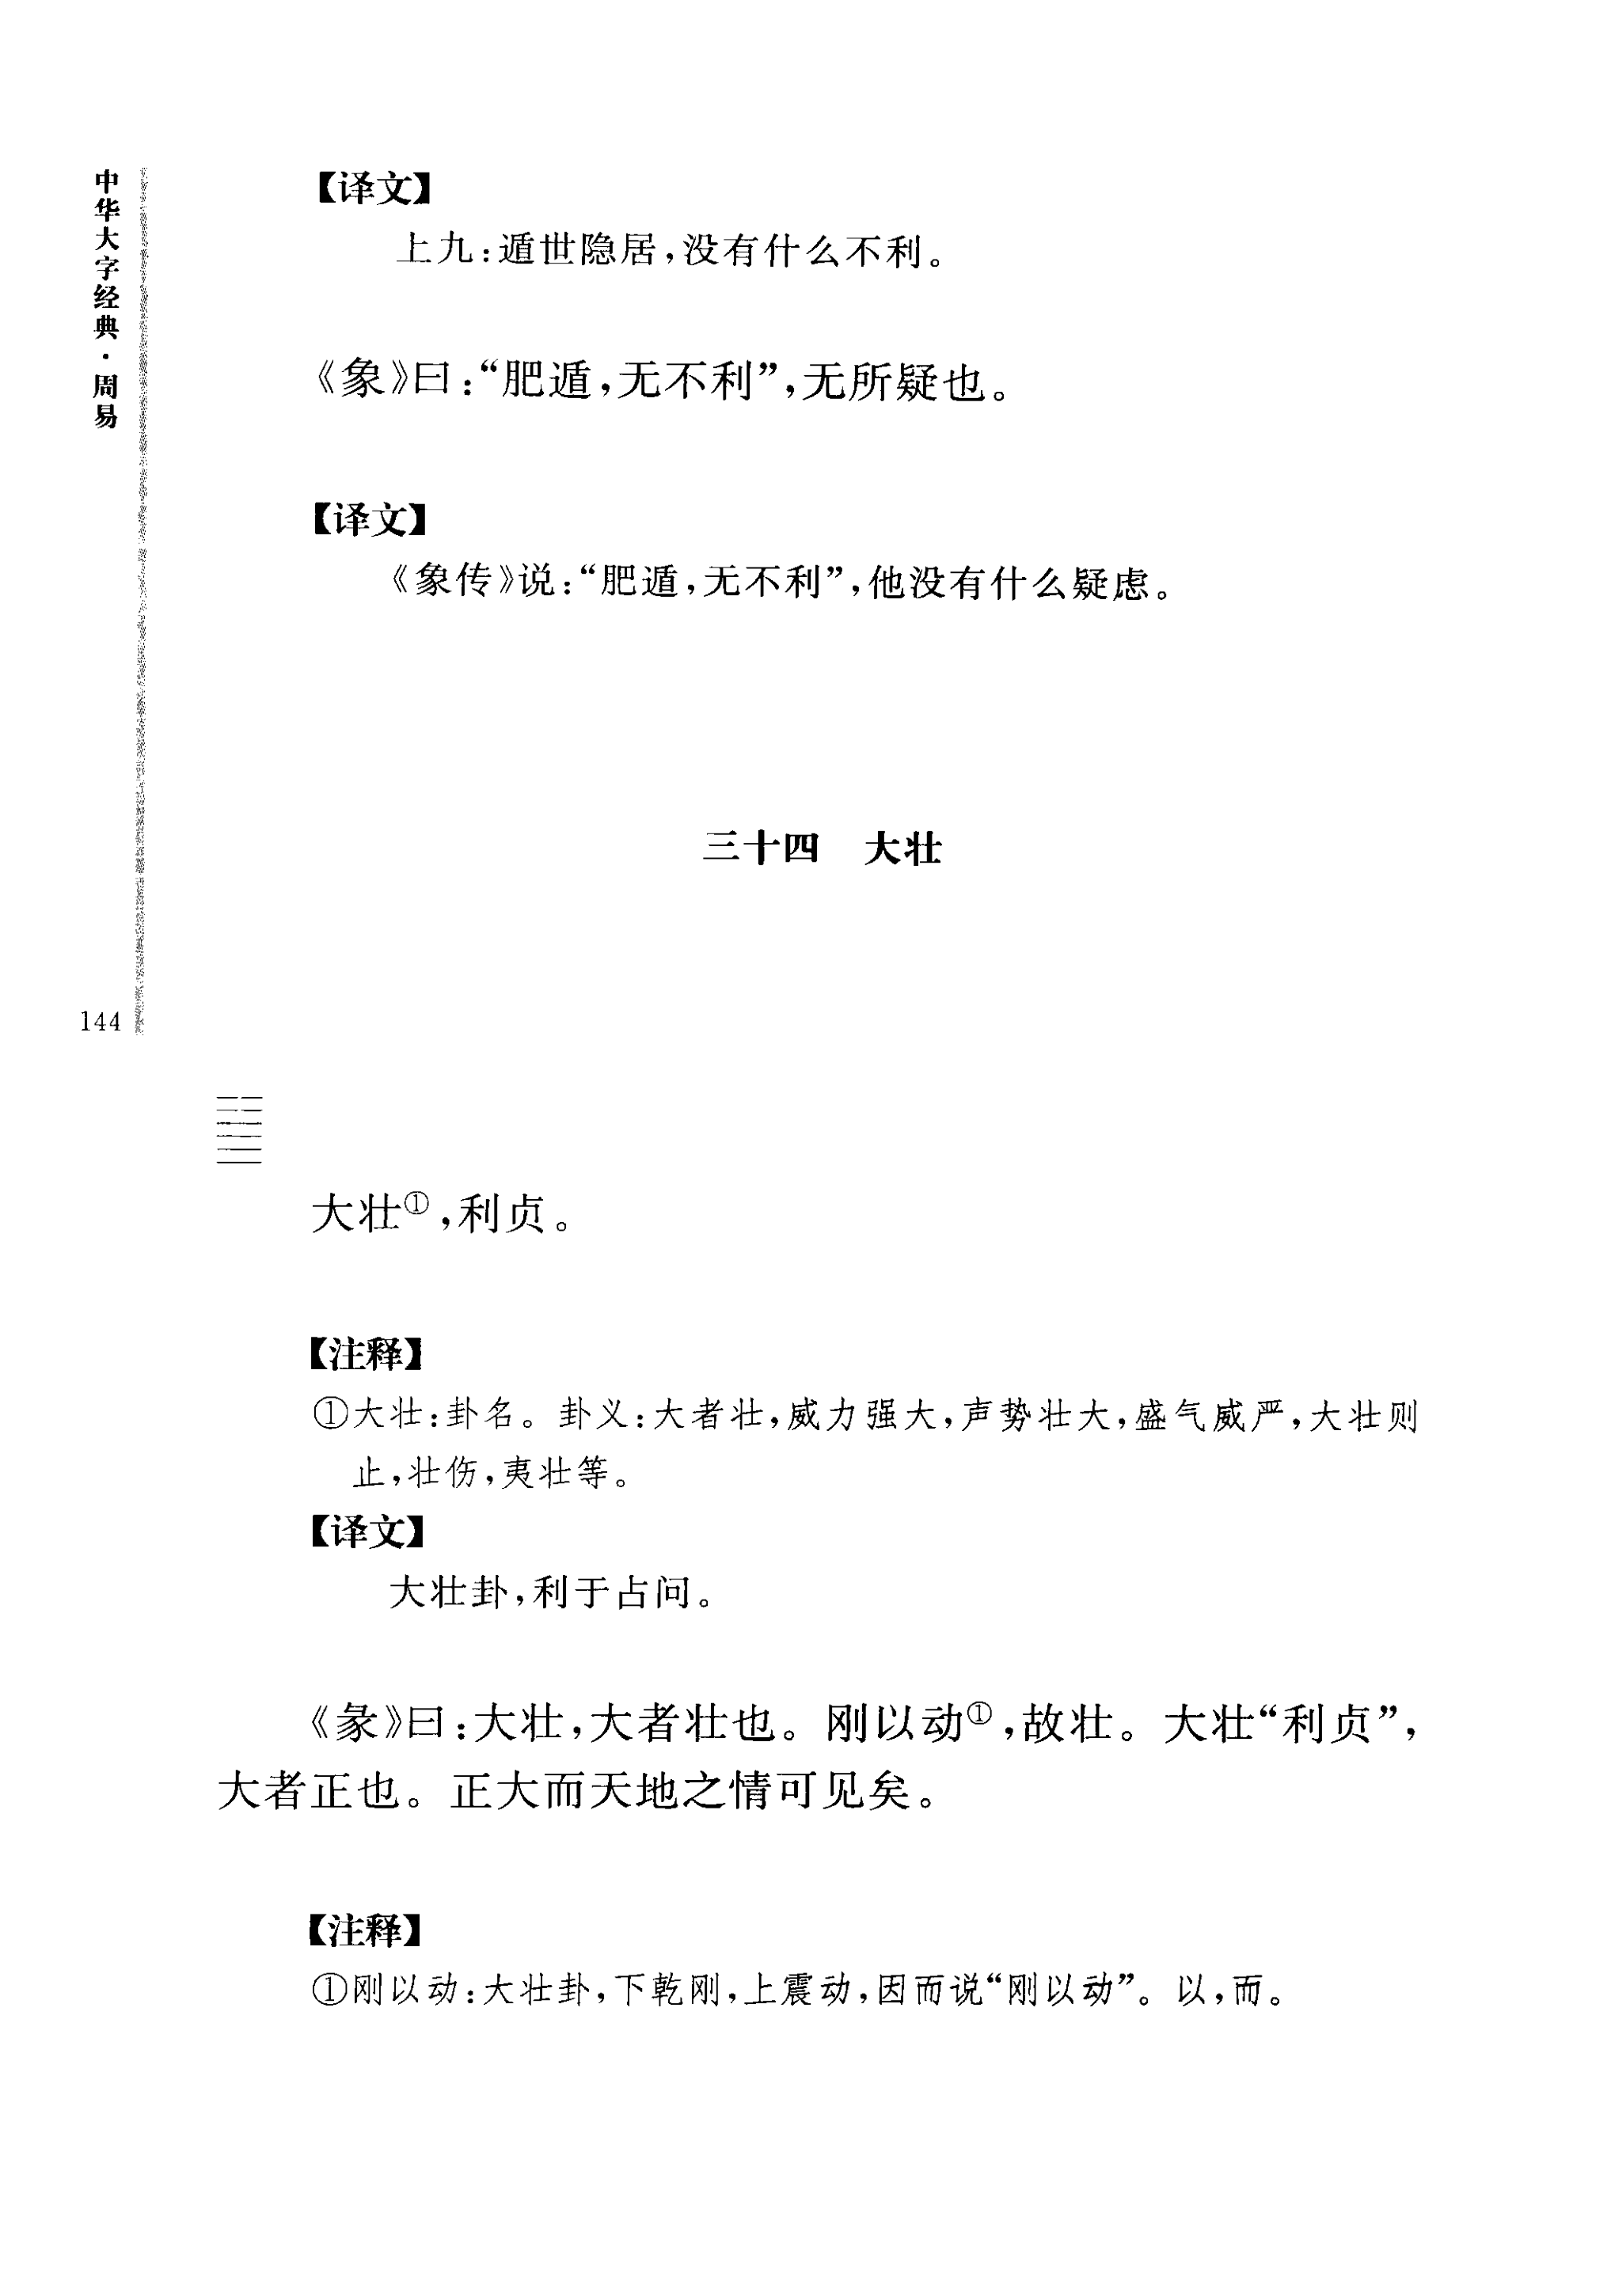 中华大字经典·周易
144
【译文】
上九：遁世隐居，没有什么不利。
《象》曰：“肥遁，无不利”，无所疑也。
【译文】
《象传》说：“肥遁，无不利”，他没有什么疑虑。
三十四　大壮
大壮①，利贞。
【注释】
①大壮：卦名。卦义：大者壮，威力强大，声势壮大，盛气威严，大壮则
止，壮伤，夷壮等。
【译文】
大壮卦，利于占问。
《彖》曰：大壮，大者壮也。刚以动①，故壮。大壮“利贞”，
大者正也。正大而天地之情可见矣。
【注释】
①刚以动：大壮卦，下乾刚，上震动，因而说“刚以动”。以，而。